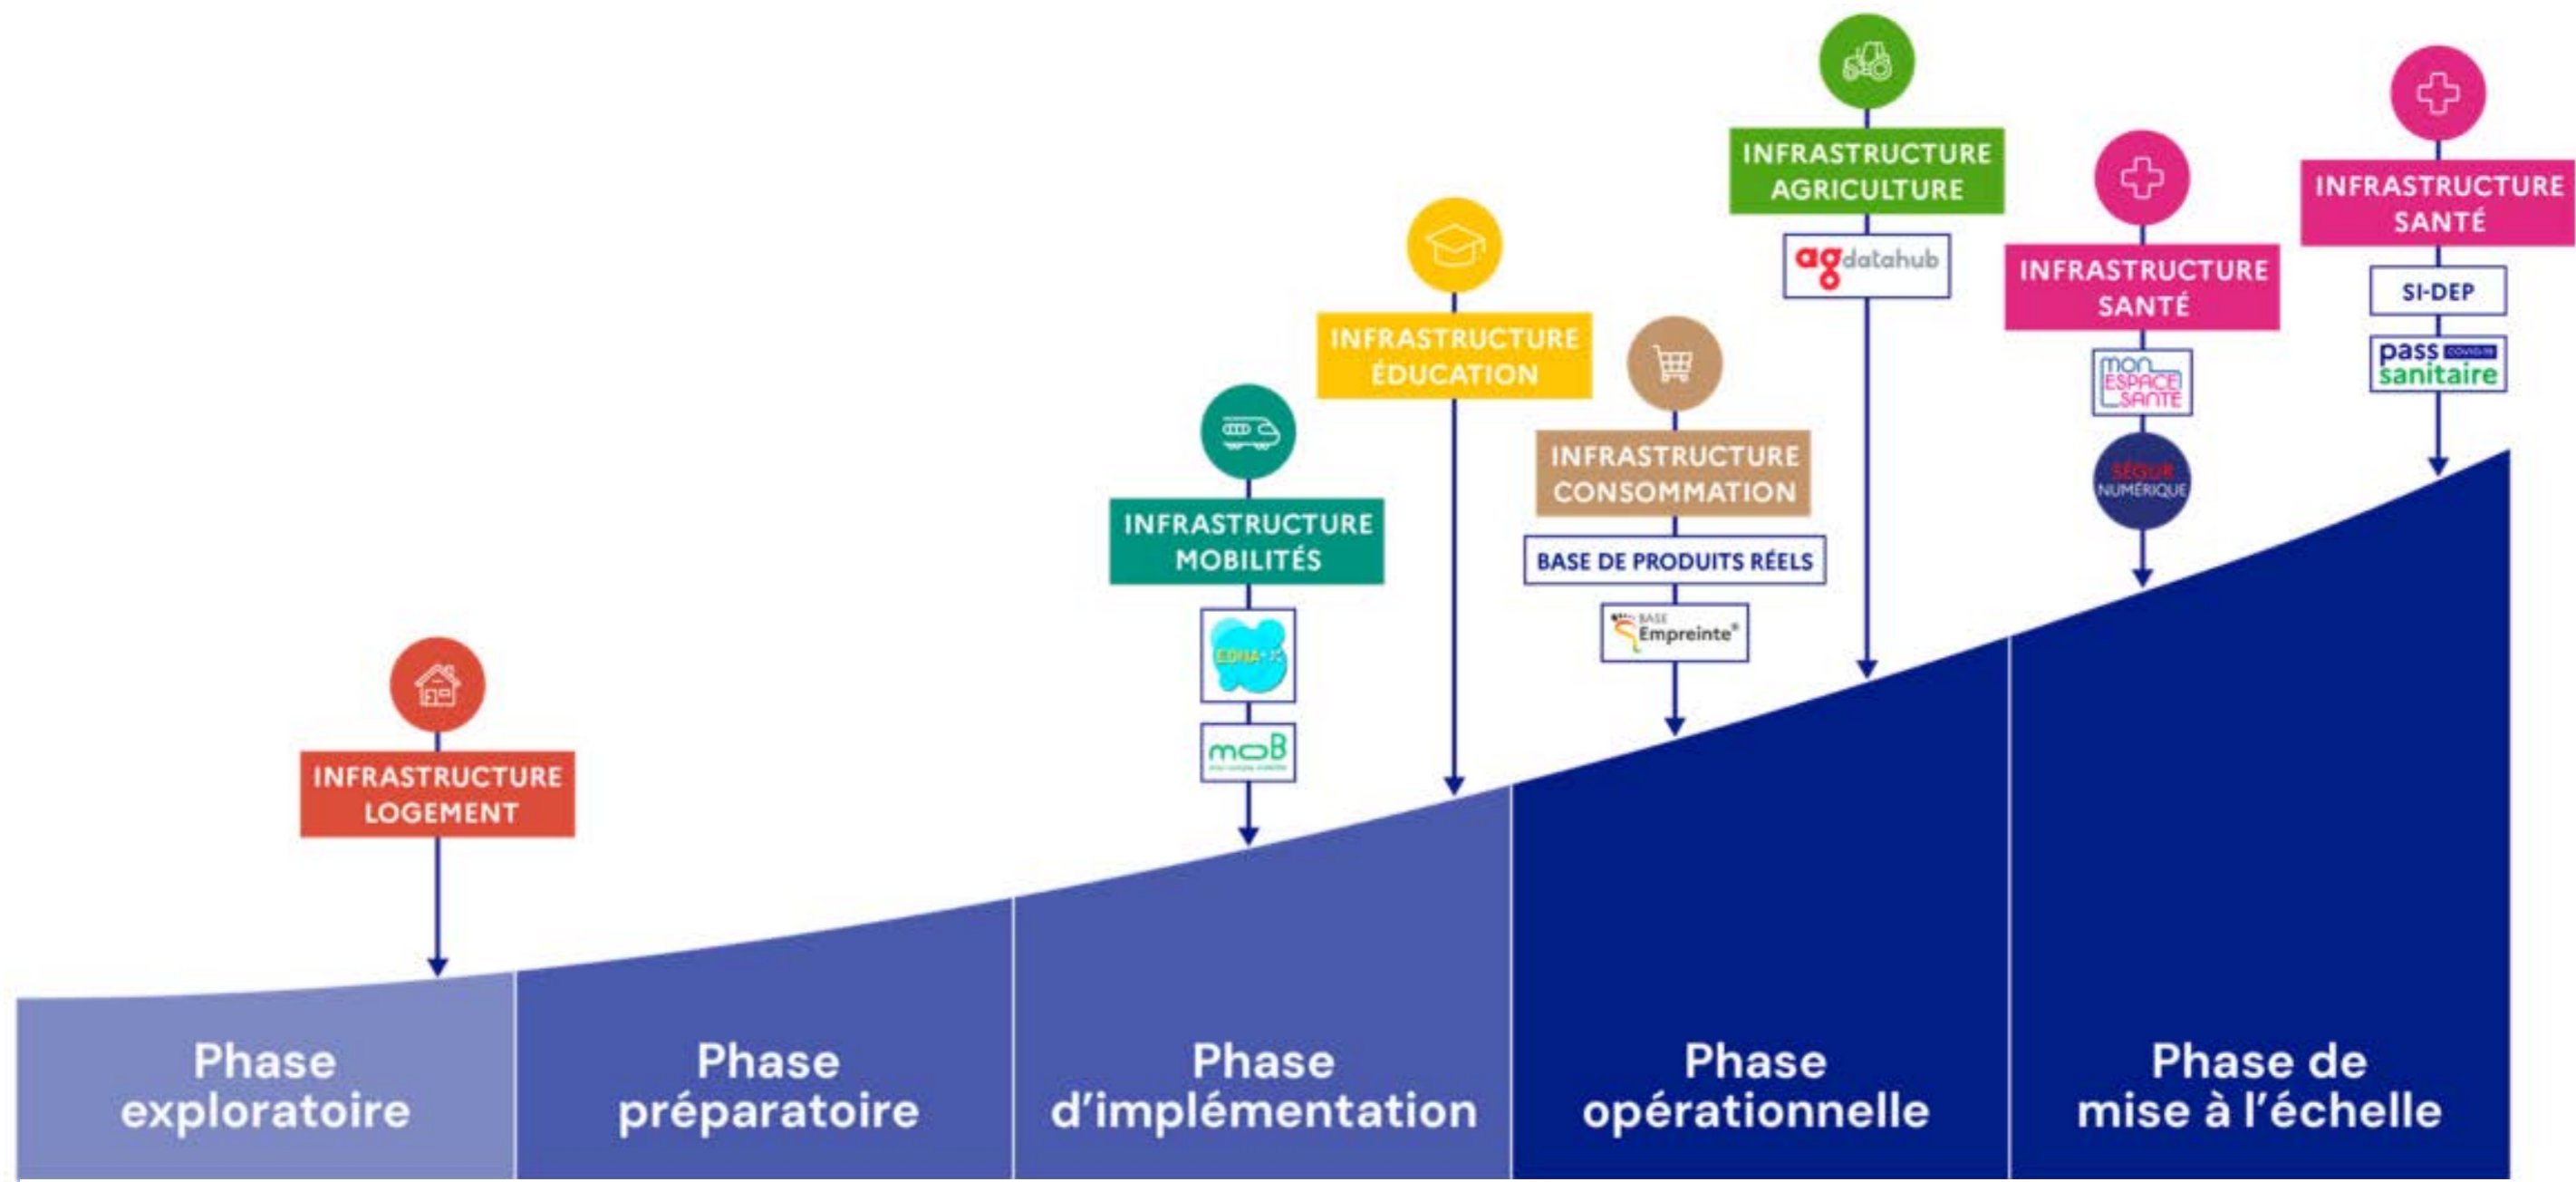 INFRASTRUCTURE
LOGEMENT
INFRASTRUCTURE
MOBILITÉS
moB
INFRASTRUCTURE
ÉDUCATION
INFRASTRUCTURE
CONSOMMATION
BASE DE PRODUITS RÉELS
BASE
Empreinte®
INFRASTRUCTURE
AGRICULTURE
agdatahub
INFRASTRUCTURE
SANTÉ
mon
ESPACE
SANTÉ
SÉGUR
NUMÉRIQUE
INFRASTRUCTURE
SANTÉ
SI-DEP
pass COVID-19
sanitaire
Phase
exploratoire
Phase
préparatoire
Phase
d'implémentation
Phase
opérationnelle
Phase de
mise à l'échelle